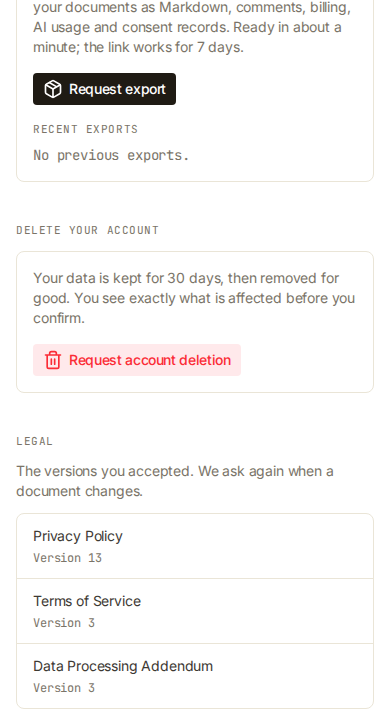 your documents as Markdown, comments, billing,
AI usage and consent records. Ready in about a
minute; the link works for 7 days.
Request export
RECENT EXPORTS
No previous exports.
DELETE YOUR ACCOUNT
Your data is kept for 30 days, then removed for
good. You see exactly what is affected before you
confirm.
Request account deletion
LEGAL
The versions you accepted. We ask again when a
document changes.
Privacy Policy
Version 13
Terms of Service
Version 3
Data Processing Addendum
Version 3